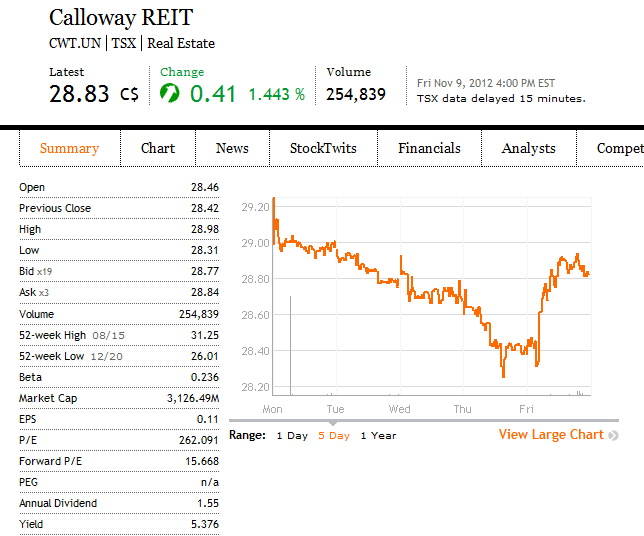 Calloway REIT
CWT.UN | TSX | Real Estate
Latest Change Volume Fri Nov 9, 2012 4:00 PM EST
28.83 C$ 0.41 1.443 % 254,839 TSX data delayed 15 minutes.
Summary Chart News StockTwits Financials Analysts Compet
Open 28.46
Previous Close 28.42
High 28.98
Low 28.31
Bid x19 28.77
Ask x3 28.84
Volume 254,839
52-week High 08/15 31.25
52-week Low 12/20 26.01
Beta 0.236
Market Cap 3,126.49M
EPS 0.11
P/E 262.091
Forward P/E 15.668
PEG n/a
Annual Dividend 1.55
Yield 5.376
29.20
29.00
28.80
28.60
28.40
28.20
Mon Tue Wed Thu Fri
Range: 1 Day 5 Day 1 Year View Large Chart